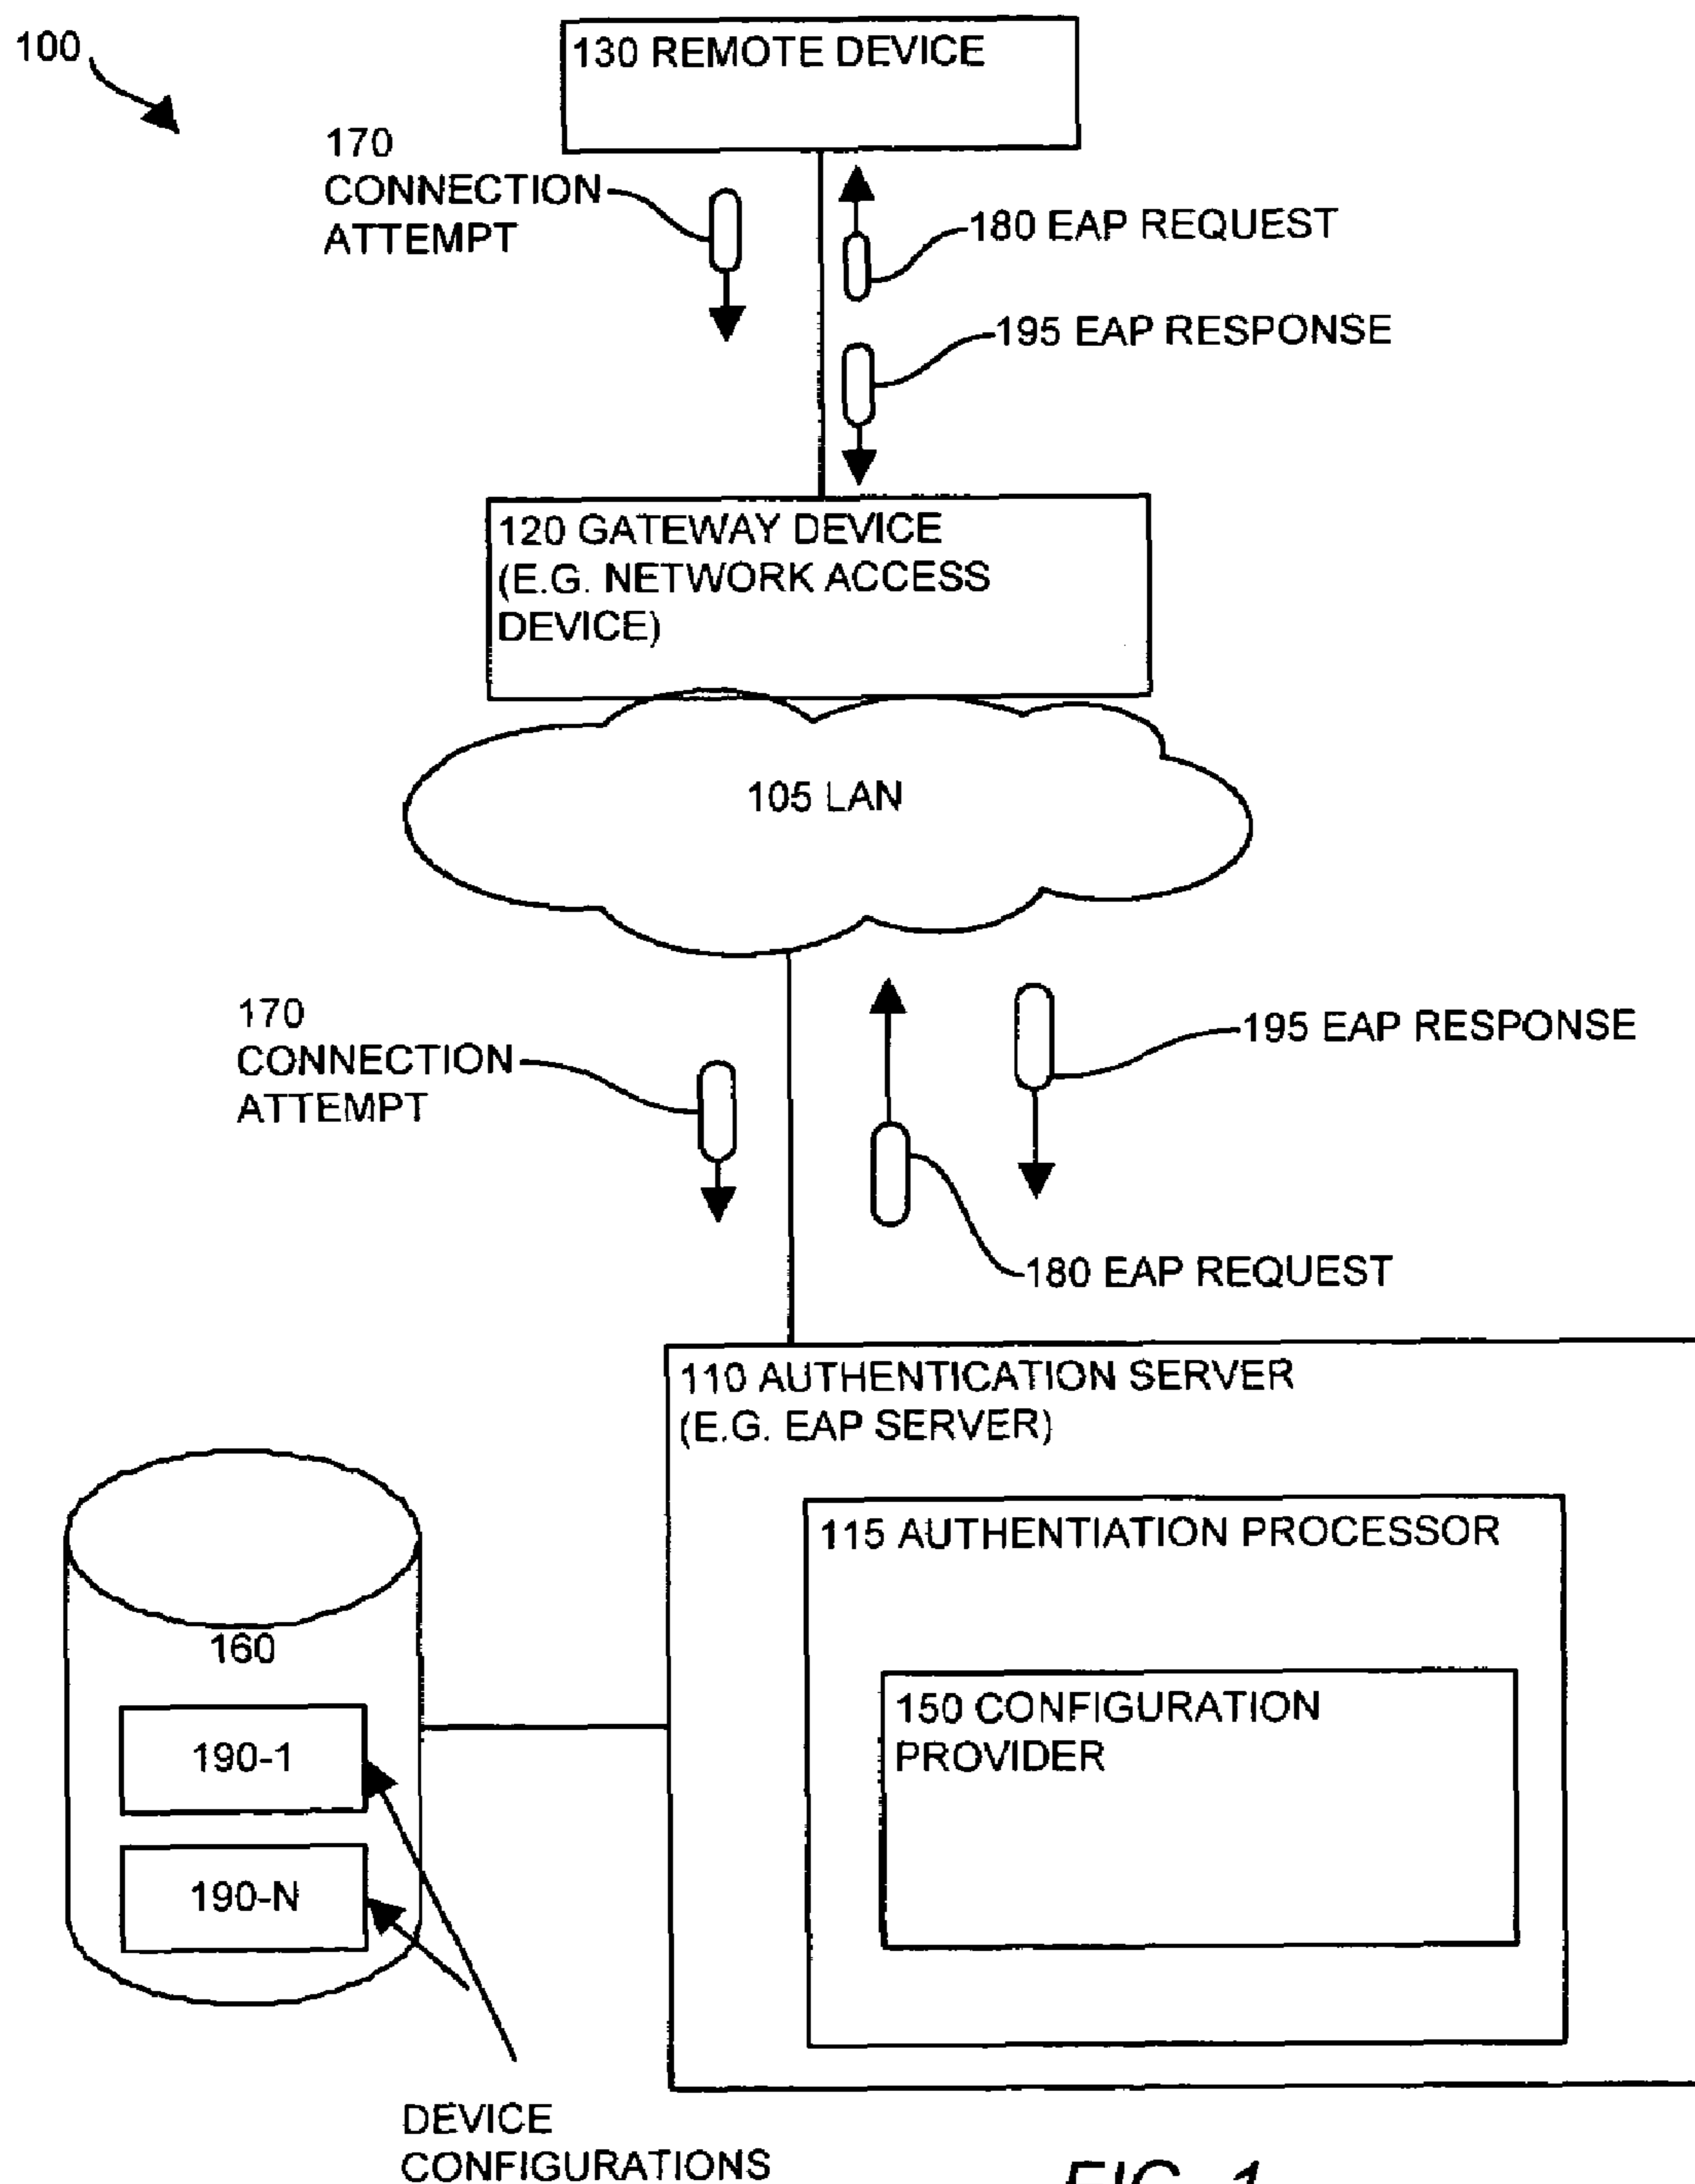 100
130 REMOTE DEVICE
170
CONNECTION
ATTEMPT
180 EAP REQUEST
195 EAP RESPONSE
120 GATEWAY DEVICE
(E.G. NETWORK ACCESS
DEVICE)
105 LAN
170
CONNECTION
ATTEMPT
195 EAP RESPONSE
180 EAP REQUEST
110 AUTHENTICATION SERVER
(E.G. EAP SERVER)
115 AUTHENTIATION PROCESSOR
160
150 CONFIGURATION
PROVIDER
190-1
190-N
DEVICE
CONFIGURATIONS
FIG. 1